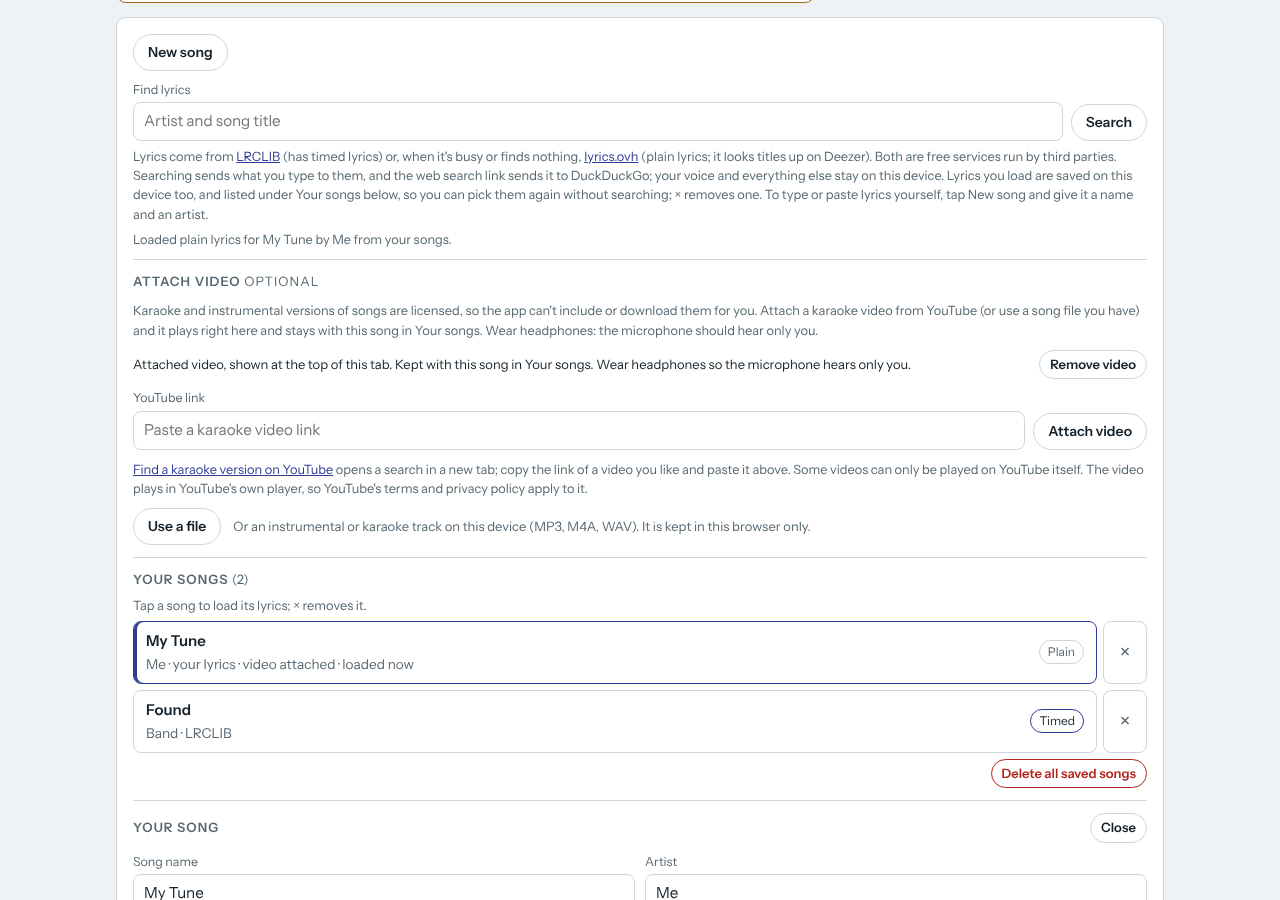 New song
Find lyrics
Artist and song title
Search
Lyrics come from LRCLIB (has timed lyrics) or, when it's busy or finds nothing, lyrics.ovh (plain lyrics; it looks titles up on Deezer). Both are free services run by third parties.
Searching sends what you type to them, and the web search link sends it to DuckDuckGo; your voice and everything else stay on this device. Lyrics you load are saved on this
device too, and listed under Your songs below, so you can pick them again without searching; × removes one. To type or paste lyrics yourself, tap New song and give it a name
and an artist.
Loaded plain lyrics for My Tune by Me from your songs.
ATTACH VIDEO OPTIONAL
Karaoke and instrumental versions of songs are licensed, so the app can't include or download them for you. Attach a karaoke video from YouTube (or use a song file you have)
and it plays right here and stays with this song in Your songs. Wear headphones: the microphone should hear only you.
Attached video, shown at the top of this tab. Kept with this song in Your songs. Wear headphones so the microphone hears only you.
Remove video
YouTube link
Paste a karaoke video link
Attach video
Find a karaoke version on YouTube opens a search in a new tab; copy the link of a video you like and paste it above. Some videos can only be played on YouTube itself. The video
plays in YouTube's own player, so YouTube's terms and privacy policy apply to it.
Use a file
Or an instrumental or karaoke track on this device (MP3, M4A, WAV). It is kept in this browser only.
YOUR SONGS (2)
Tap a song to load its lyrics; × removes it.
My Tune
Me · your lyrics · video attached · loaded now
Plain
×
Found
Band · LRCLIB
Timed
×
Delete all saved songs
YOUR SONG
Close
Song name
Artist
My Tune
Me